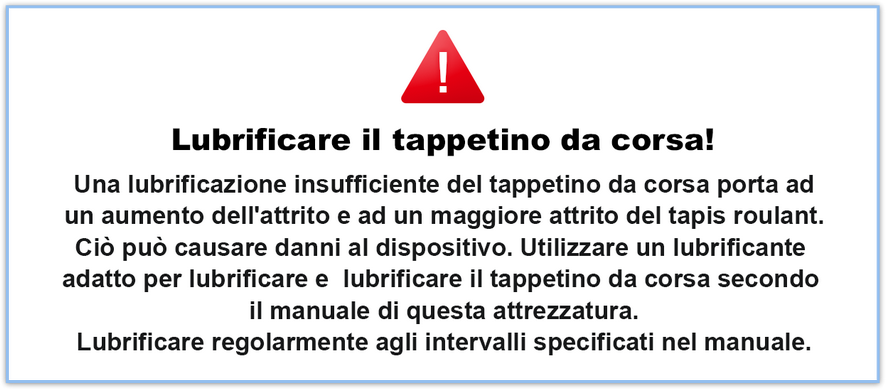 Lubrificare il tappetino da corsa!
Una lubrificazione insufficiente del tappetino da corsa porta ad
un aumento dell'attrito e ad un maggiore attrito del tapis roulant.
Ciò può causare danni al dispositivo. Utilizzare un lubrificante
adatto per lubrificare e  lubrificare il tappetino da corsa secondo
il manuale di questa attrezzatura.
Lubrificare regolarmente agli intervalli specificati nel manuale.